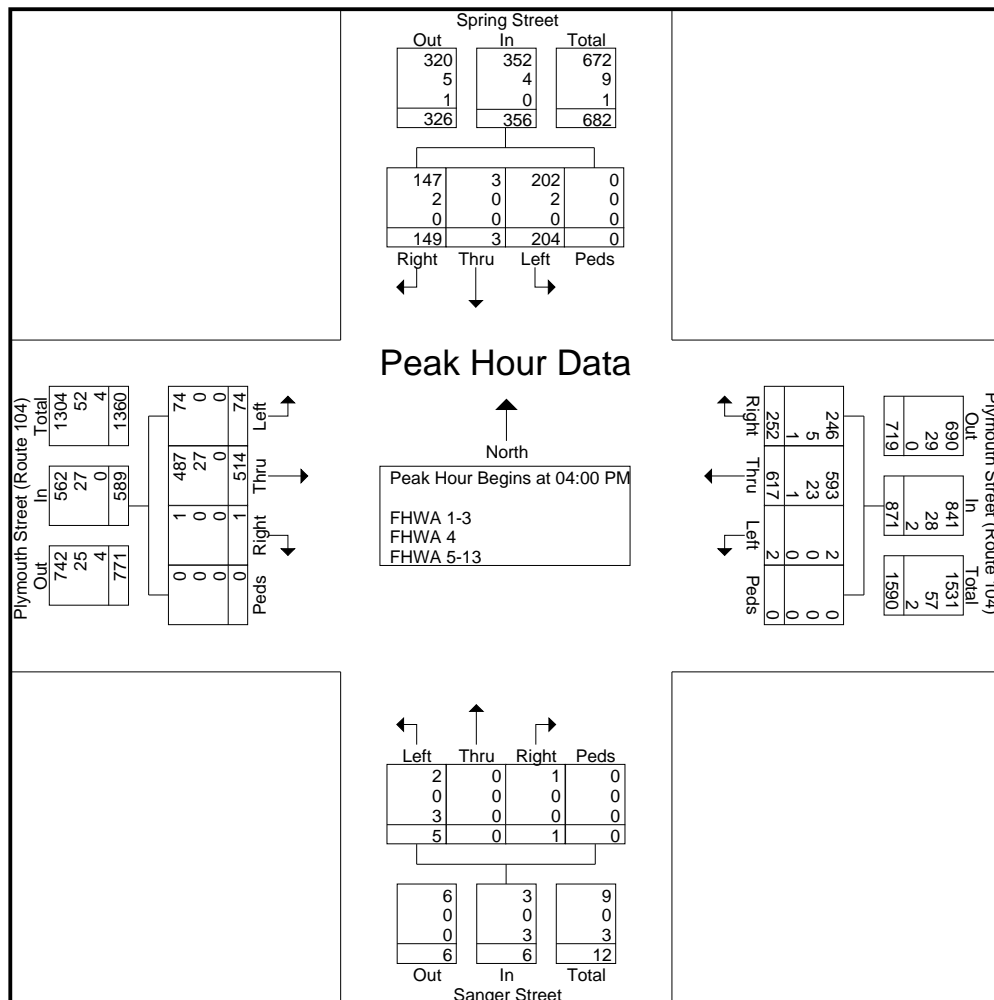 Spring Street
Out In Total
320 352 672
5 4 9
1 0 1
326 356 682
147 3 202 0
2 0 2 0
0 0 0 0
149 3 204 0
Right Thru Left Peds
Peak Hour Data
North
Peak Hour Begins at 04:00 PM
FHWA 1-3
FHWA 4
FHWA 5-13
Plymouth Street (Route 104)
Out In Total
742 562 1304
25 27 52
4 0 4
771 589 1360
74 487 1 0
0 27 0 0
0 0 0 0
74 514 1 0
Left Thru Right Peds
Plymouth Street (Route 104)
Out In Total
690 841 1531
29 28 57
0 2 2
719 871 1590
246 593 2 0
5 23 0 0
1 1 0 0
252 617 2 0
Right Thru Left Peds
Left Thru Right Peds
2 0 1 0
0 0 0 0
3 0 0 0
5 0 1 0
6 3 9
0 0 0
0 3 3
6 6 12
Out In Total
Sanger Street